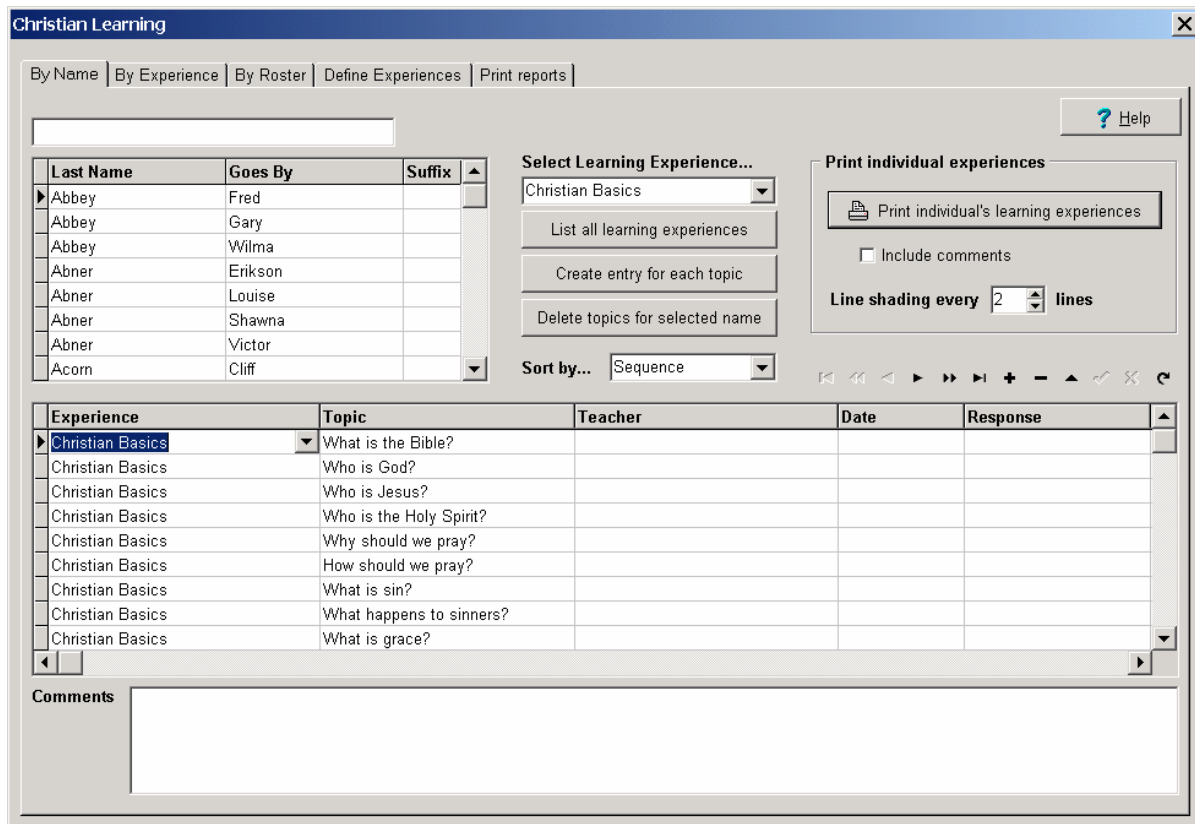 Christian Learning
By Name By Experience By Roster Define Experiences Print reports
? Help
Last Name Goes By Suffix
Abbey Fred
Abbey Gary
Abbey Wilma
Abner Erikson
Abner Louise
Abner Shawna
Abner Victor
Acorn Cliff
Select Learning Experience...
Christian Basics
List all learning experiences
Create entry for each topic
Delete topics for selected name
Sort by... Sequence
Print individual experiences
Print individual's learning experiences
Include comments
Line shading every 2 lines
Experience Topic Teacher Date Response
Christian Basics What is the Bible?
Christian Basics Who is God?
Christian Basics Who is Jesus?
Christian Basics Who is the Holy Spirit?
Christian Basics Why should we pray?
Christian Basics How should we pray?
Christian Basics What is sin?
Christian Basics What happens to sinners?
Christian Basics What is grace?
Comments